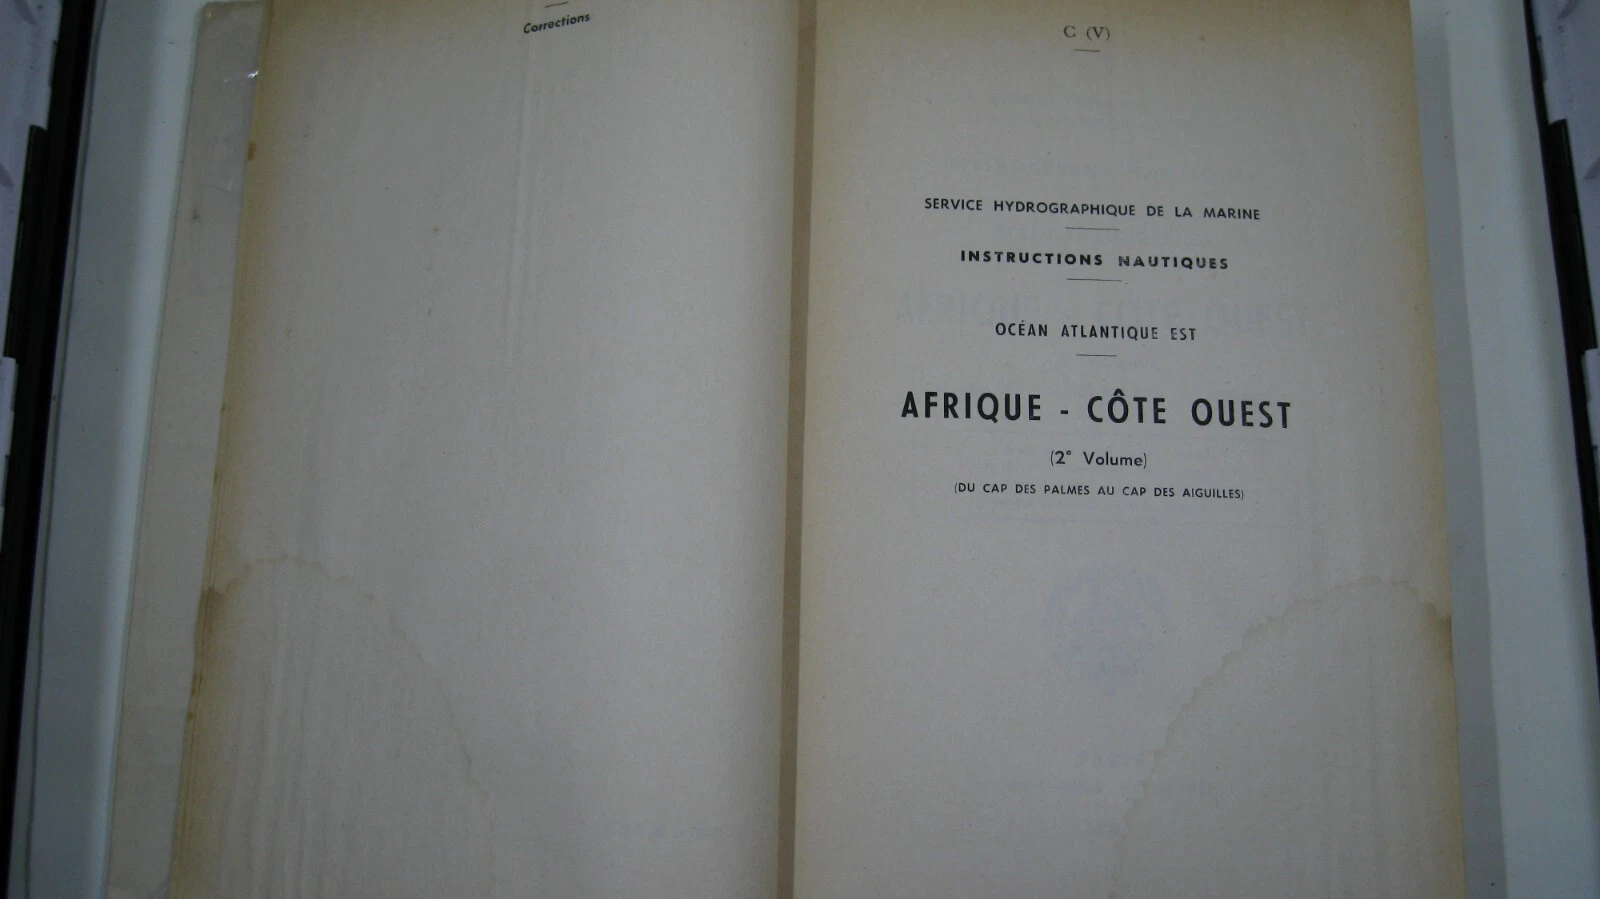 Corrections
C (V)
SERVICE HYDROGRAPHIQUE DE LA MARINE
INSTRUCTIONS NAUTIQUES
OCÉAN ATLANTIQUE EST
AFRIQUE - CÔTE OUEST
(2e Volume)
(DU CAP DES PALMES AU CAP DES AIGUILLES)